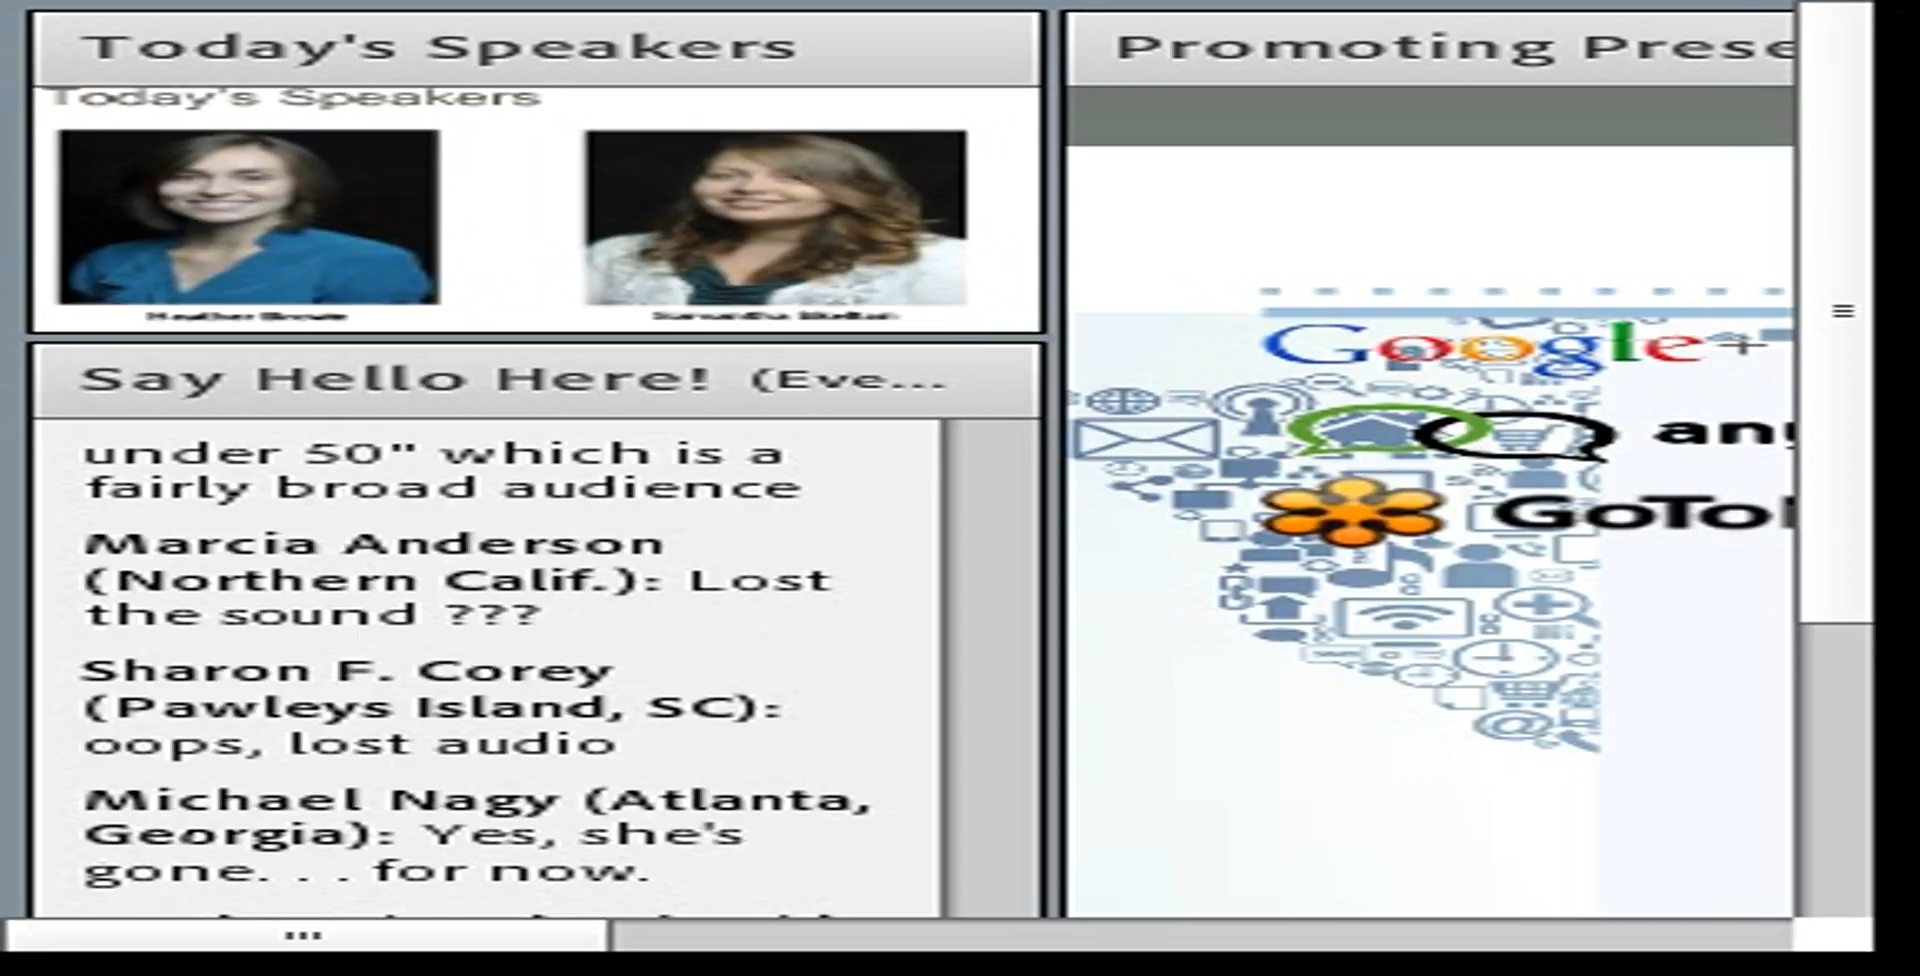 Today's Speakers
Today's Speakers
Say Hello Here! (Eve...
under 50" which is a
fairly broad audience
Marcia Anderson
(Northern Calif.): Lost
the sound ???
Sharon F. Corey
(Pawleys Island, SC):
oops, lost audio
Michael Nagy (Atlanta,
Georgia): Yes, she's
gone. . . for now.
Promoting Prese
Google+
any
GoTo